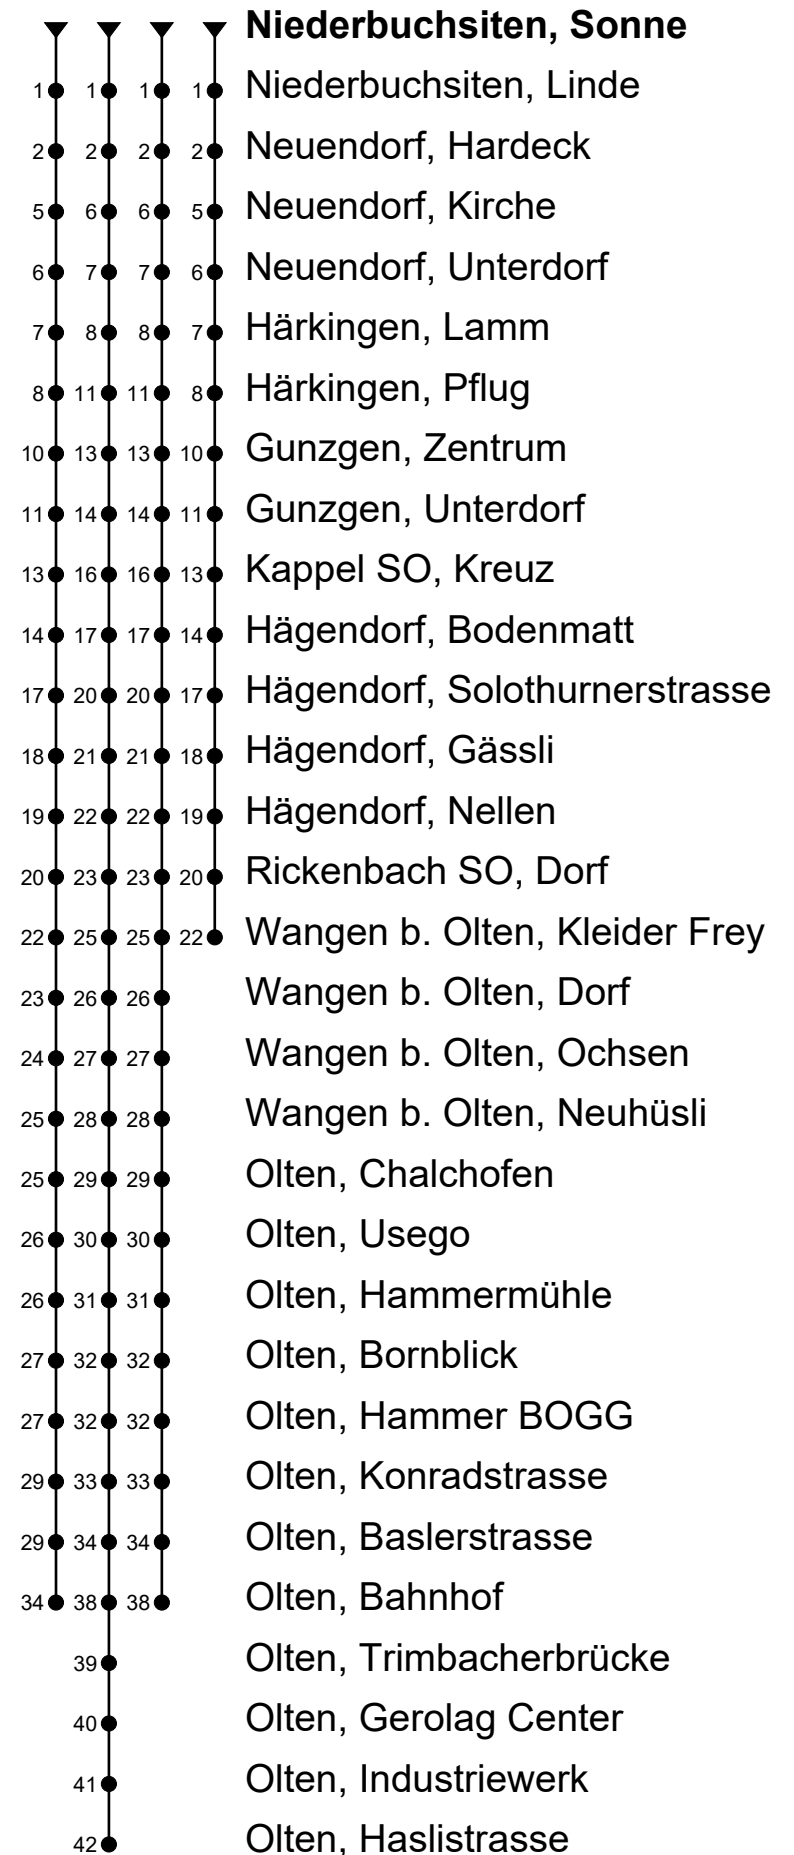 Niederbuchsiten, Sonne
1 1 1 1 Niederbuchsiten, Linde
2 2 2 2 Neuendorf, Hardeck
5 6 6 5 Neuendorf, Kirche
6 7 7 6 Neuendorf, Unterdorf
7 8 8 7 Härkingen, Lamm
8 11 11 8 Härkingen, Pflug
10 13 13 10 Gunzgen, Zentrum
11 14 14 11 Gunzgen, Unterdorf
13 16 16 13 Kappel SO, Kreuz
14 17 17 14 Hägendorf, Bodenmatt
17 20 20 17 Hägendorf, Solothurnerstrasse
18 21 21 18 Hägendorf, Gässli
19 22 22 19 Hägendorf, Nellen
20 23 23 20 Rickenbach SO, Dorf
22 25 25 22 Wangen b. Olten, Kleider Frey
23 26 26 Wangen b. Olten, Dorf
24 27 27 Wangen b. Olten, Ochsen
25 28 28 Wangen b. Olten, Neuhüsli
25 29 29 Olten, Chalchofen
26 30 30 Olten, Usego
26 31 31 Olten, Hammermühle
27 32 32 Olten, Bornblick
27 32 32 Olten, Hammer BOGG
29 33 33 Olten, Konradstrasse
29 34 34 Olten, Baslerstrasse
34 38 38 Olten, Bahnhof
39 Olten, Trimbacherbrücke
40 Olten, Gerolag Center
41 Olten, Industriewerk
42 Olten, Haslistrasse